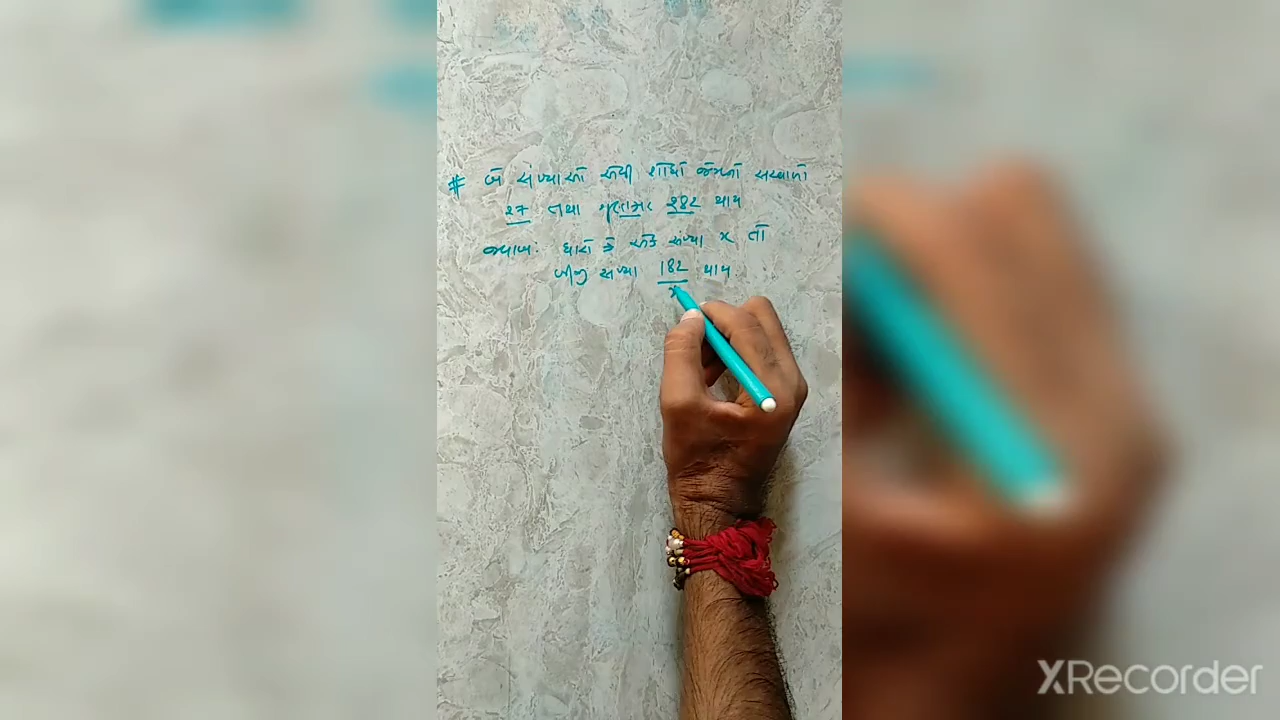 # બે સંખ્યાઓ એવી શોધો જેમનો સરવાળો
૨૭ તથા ગુણાકાર ૧૮૨ થાય
જવાબ: ધારો કે એક સંખ્યા x તો
બીજી સંખ્યા 182/x થાય
XRecorder